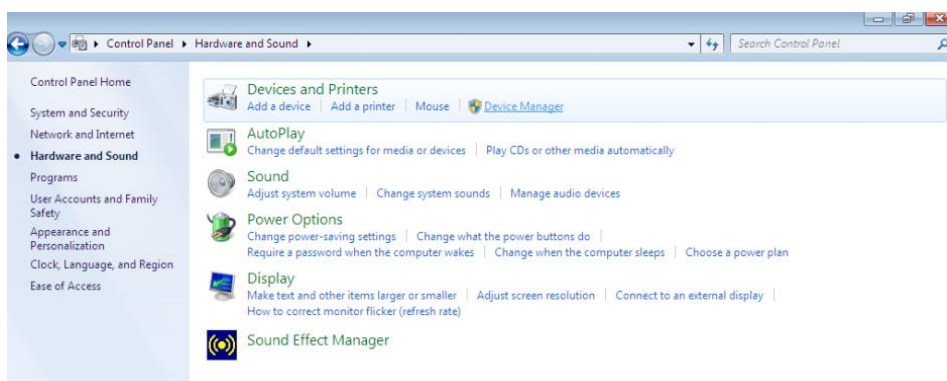 Control Panel Hardware and Sound
Search Control Panel
Control Panel Home
System and Security
Network and Internet
Hardware and Sound
Programs
User Accounts and Family
Safety
Appearance and
Personalization
Clock, Language, and Region
Ease of Access
Devices and Printers
Add a device Add a printer Mouse Device Manager
AutoPlay
Change default settings for media or devices Play CDs or other media automatically
Sound
Adjust system volume Change system sounds Manage audio devices
Power Options
Change power-saving settings Change what the power buttons do
Require a password when the computer wakes Change when the computer sleeps Choose a power plan
Display
Make text and other items larger or smaller Adjust screen resolution Connect to an external display
How to correct monitor flicker (refresh rate)
Sound Effect Manager